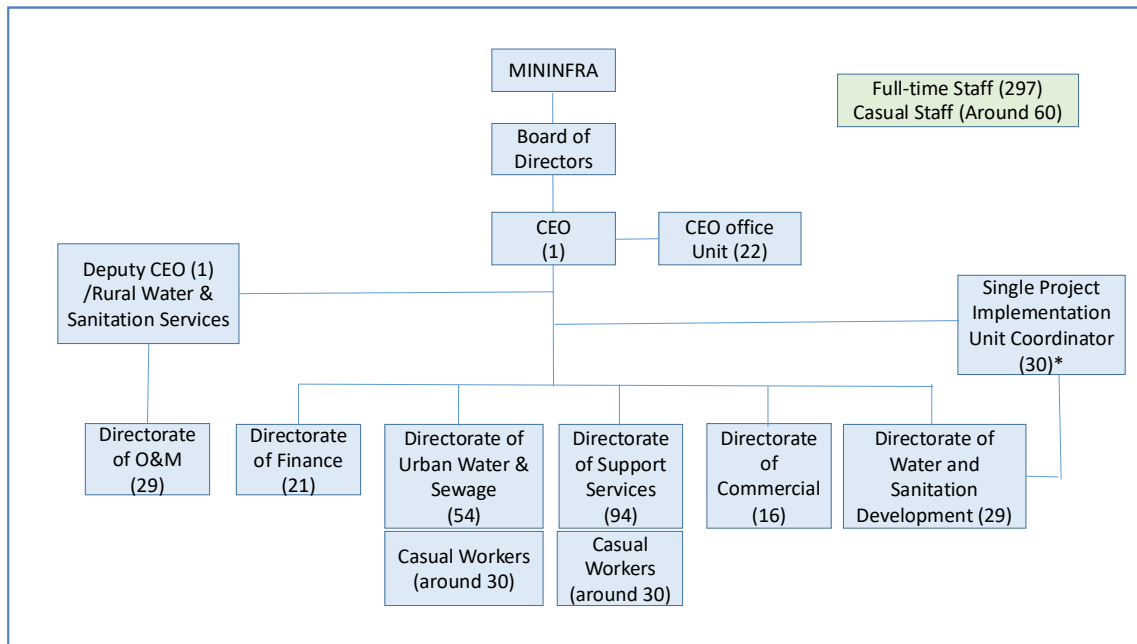 MININFRA
Full-time Staff (297)
Casual Staff (Around 60)
Board of
Directors
CEO
(1)
CEO office
Unit (22)
Deputy CEO (1)
/Rural Water &
Sanitation Services
Single Project
Implementation
Unit Coordinator
(30)*
Directorate
of O&M
(29)
Directorate
of Finance
(21)
Directorate of
Urban Water &
Sewage
(54)
Directorate
of Support
Services
(94)
Directorate
of
Commercial
(16)
Directorate of
Water and
Sanitation
Development (29)
Casual Workers
(around 30)
Casual
Workers
(around 30)